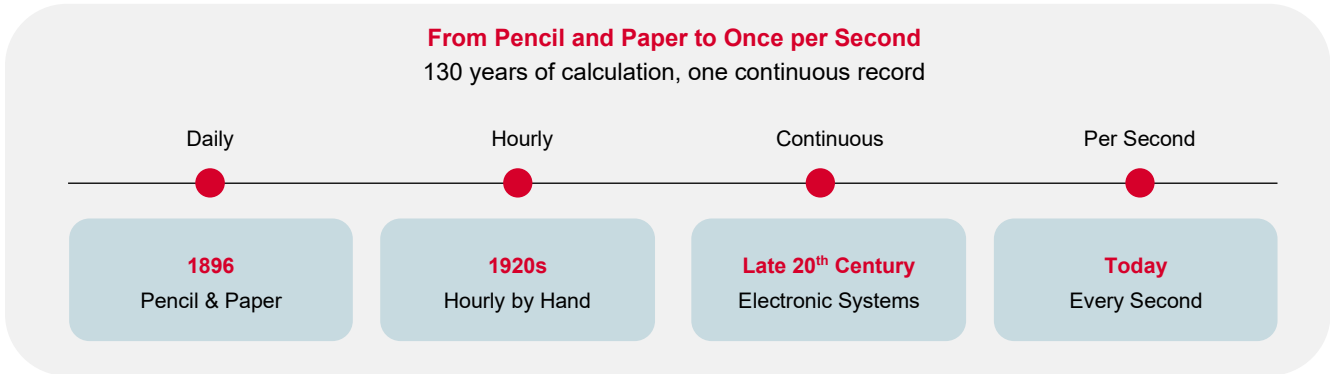 From Pencil and Paper to Once per Second
130 years of calculation, one continuous record
Daily
Hourly
Continuous
Per Second
1896
Pencil & Paper
1920s
Hourly by Hand
Late 20th Century
Electronic Systems
Today
Every Second